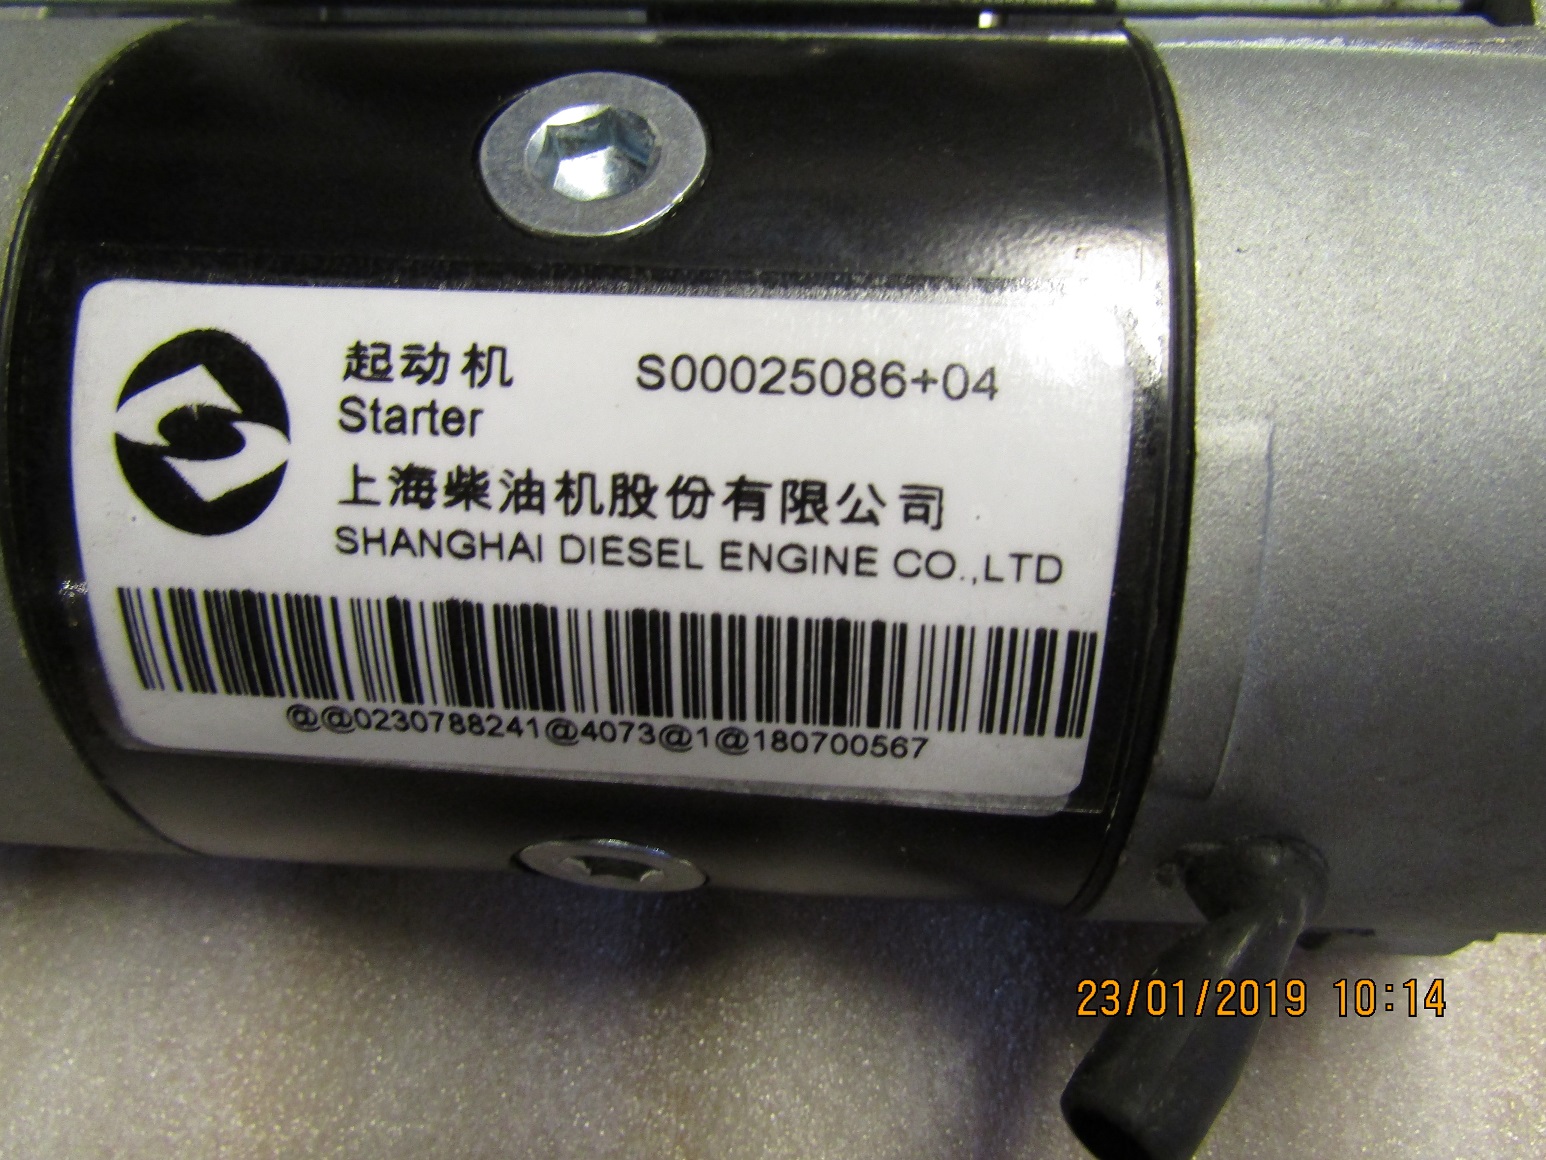 起动机 S00025086+04
Starter
上海柴油机股份有限公司
SHANGHAI DIESEL ENGINE CO.,LTD
@@0230788241@4073@1@180700567
23/01/2019 10:14